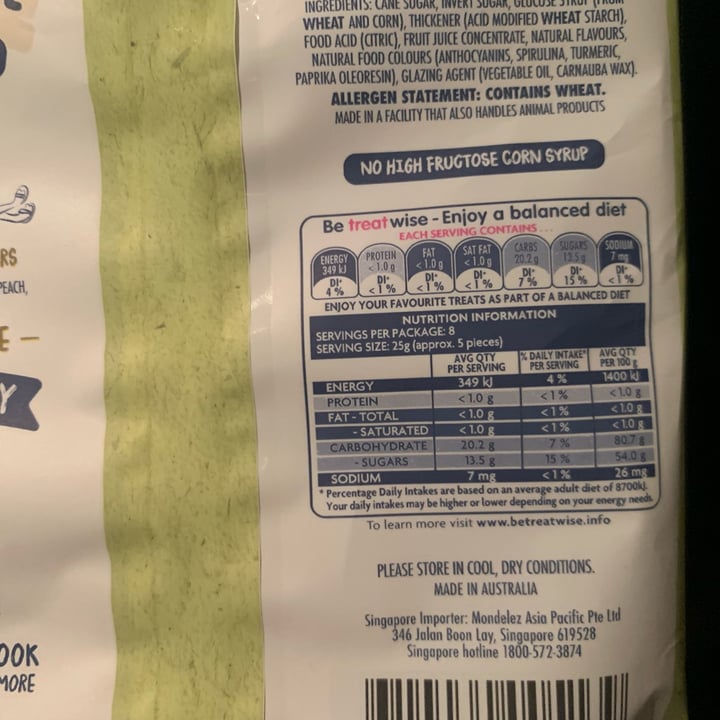 INGREDIENTS: CANE SUGAR, INVERT SUGAR, GLUCOSE SYRUP (FROM
WHEAT AND CORN), THICKENER (ACID MODIFIED WHEAT STARCH),
FOOD ACID (CITRIC), FRUIT JUICE CONCENTRATE, NATURAL FLAVOURS,
NATURAL FOOD COLOURS (ANTHOCYANINS, SPIRULINA, TURMERIC,
PAPRIKA OLEORESIN), GLAZING AGENT (VEGETABLE OIL, CARNAUBA WAX).
ALLERGEN STATEMENT: CONTAINS WHEAT.
MADE IN A FACILITY THAT ALSO HANDLES ANIMAL PRODUCTS
NO HIGH FRUCTOSE CORN SYRUP
Be treatwise - Enjoy a balanced diet
EACH SERVING CONTAINS...
ENERGY PROTEIN FAT SAT FAT CARBS SUGARS SODIUM
349 kJ <1.0 g <1.0 g <1.0 g 20.2 g 13.5 g 7 mg
DI* DI* DI* DI* DI* DI* DI*
4% <1% <1% <1% 7% 15% <1%
ENJOY YOUR FAVOURITE TREATS AS PART OF A BALANCED DIET
NUTRITION INFORMATION
SERVINGS PER PACKAGE: 8
SERVING SIZE: 25g (approx. 5 pieces)
AVG QTY % DAILY INTAKE* AVG QTY
PER SERVING PER SERVING PER 100 g
ENERGY 349 kJ 4% 1400 kJ
PROTEIN <1.0 g <1% <1.0 g
FAT - TOTAL <1.0 g <1% <1.0 g
- SATURATED <1.0 g <1% <1.0 g
CARBOHYDRATE 20.2 g 7% 80.7 g
- SUGARS 13.5 g 15% 54.0 g
SODIUM 7 mg <1% 26 mg
* Percentage Daily Intakes are based on an average adult diet of 8700kJ.
Your daily intakes may be higher or lower depending on your energy needs.
To learn more visit www.betreatwise.info
PLEASE STORE IN COOL, DRY CONDITIONS.
MADE IN AUSTRALIA
Singapore Importer: Mondelez Asia Pacific Pte Ltd
346 Jalan Boon Lay, Singapore 619528
Singapore hotline 1800-572-3874
RS
PEACH,
E –
Y
OOK
MORE